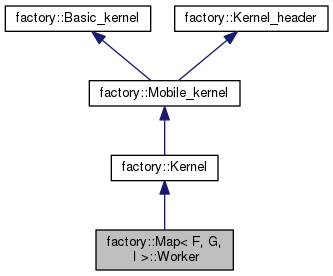 factory::Basic_kernel
factory::Kernel_header
factory::Mobile_kernel
factory::Kernel
factory::Map< F, G,
I >::Worker